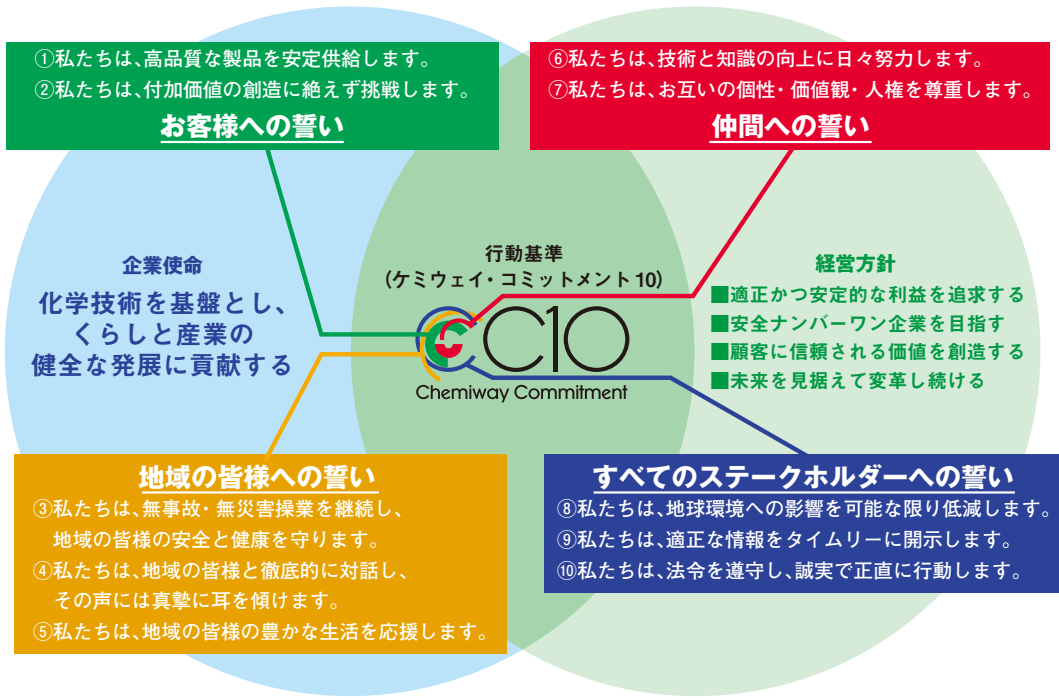 ①私たちは、高品質な製品を安定供給します。
②私たちは、付加価値の創造に絶えず挑戦します。
お客様への誓い
⑥私たちは、技術と知識の向上に日々努力します。
⑦私たちは、お互いの個性・価値観・人権を尊重します。
仲間への誓い
企業使命
化学技術を基盤とし、
くらしと産業の
健全な発展に貢献する
行動基準
（ケミウェイ・コミットメント10）
C10
Chemiway Commitment
経営方針
■適正かつ安定的な利益を追求する
■安全ナンバーワン企業を目指す
■顧客に信頼される価値を創造する
■未来を見据えて変革し続ける
地域の皆様への誓い
③私たちは、無事故・無災害操業を継続し、
地域の皆様の安全と健康を守ります。
④私たちは、地域の皆様と徹底的に対話し、
その声には真摯に耳を傾けます。
⑤私たちは、地域の皆様の豊かな生活を応援します。
すべてのステークホルダーへの誓い
⑧私たちは、地球環境への影響を可能な限り低減します。
⑨私たちは、適正な情報をタイムリーに開示します。
⑩私たちは、法令を遵守し、誠実で正直に行動します。